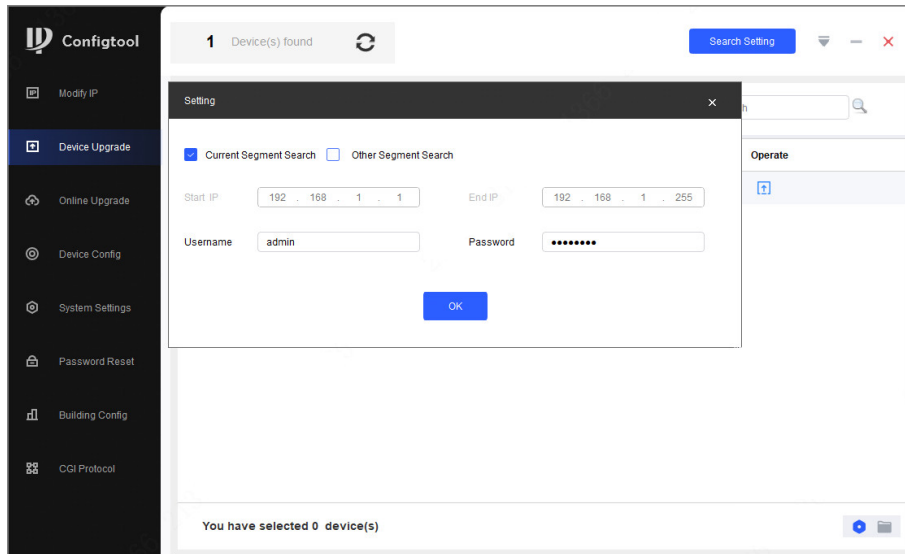 Configtool
1 Device(s) found
Search Setting
Modify IP
Device Upgrade
Online Upgrade
Device Config
System Settings
Password Reset
Building Config
CGI Protocol
Setting
Current Segment Search Other Segment Search
Start IP 192 . 168 . 1 . 1 End IP 192 . 168 . 1 . 255
Username admin Password ••••••••
OK
Operate
You have selected 0 device(s)